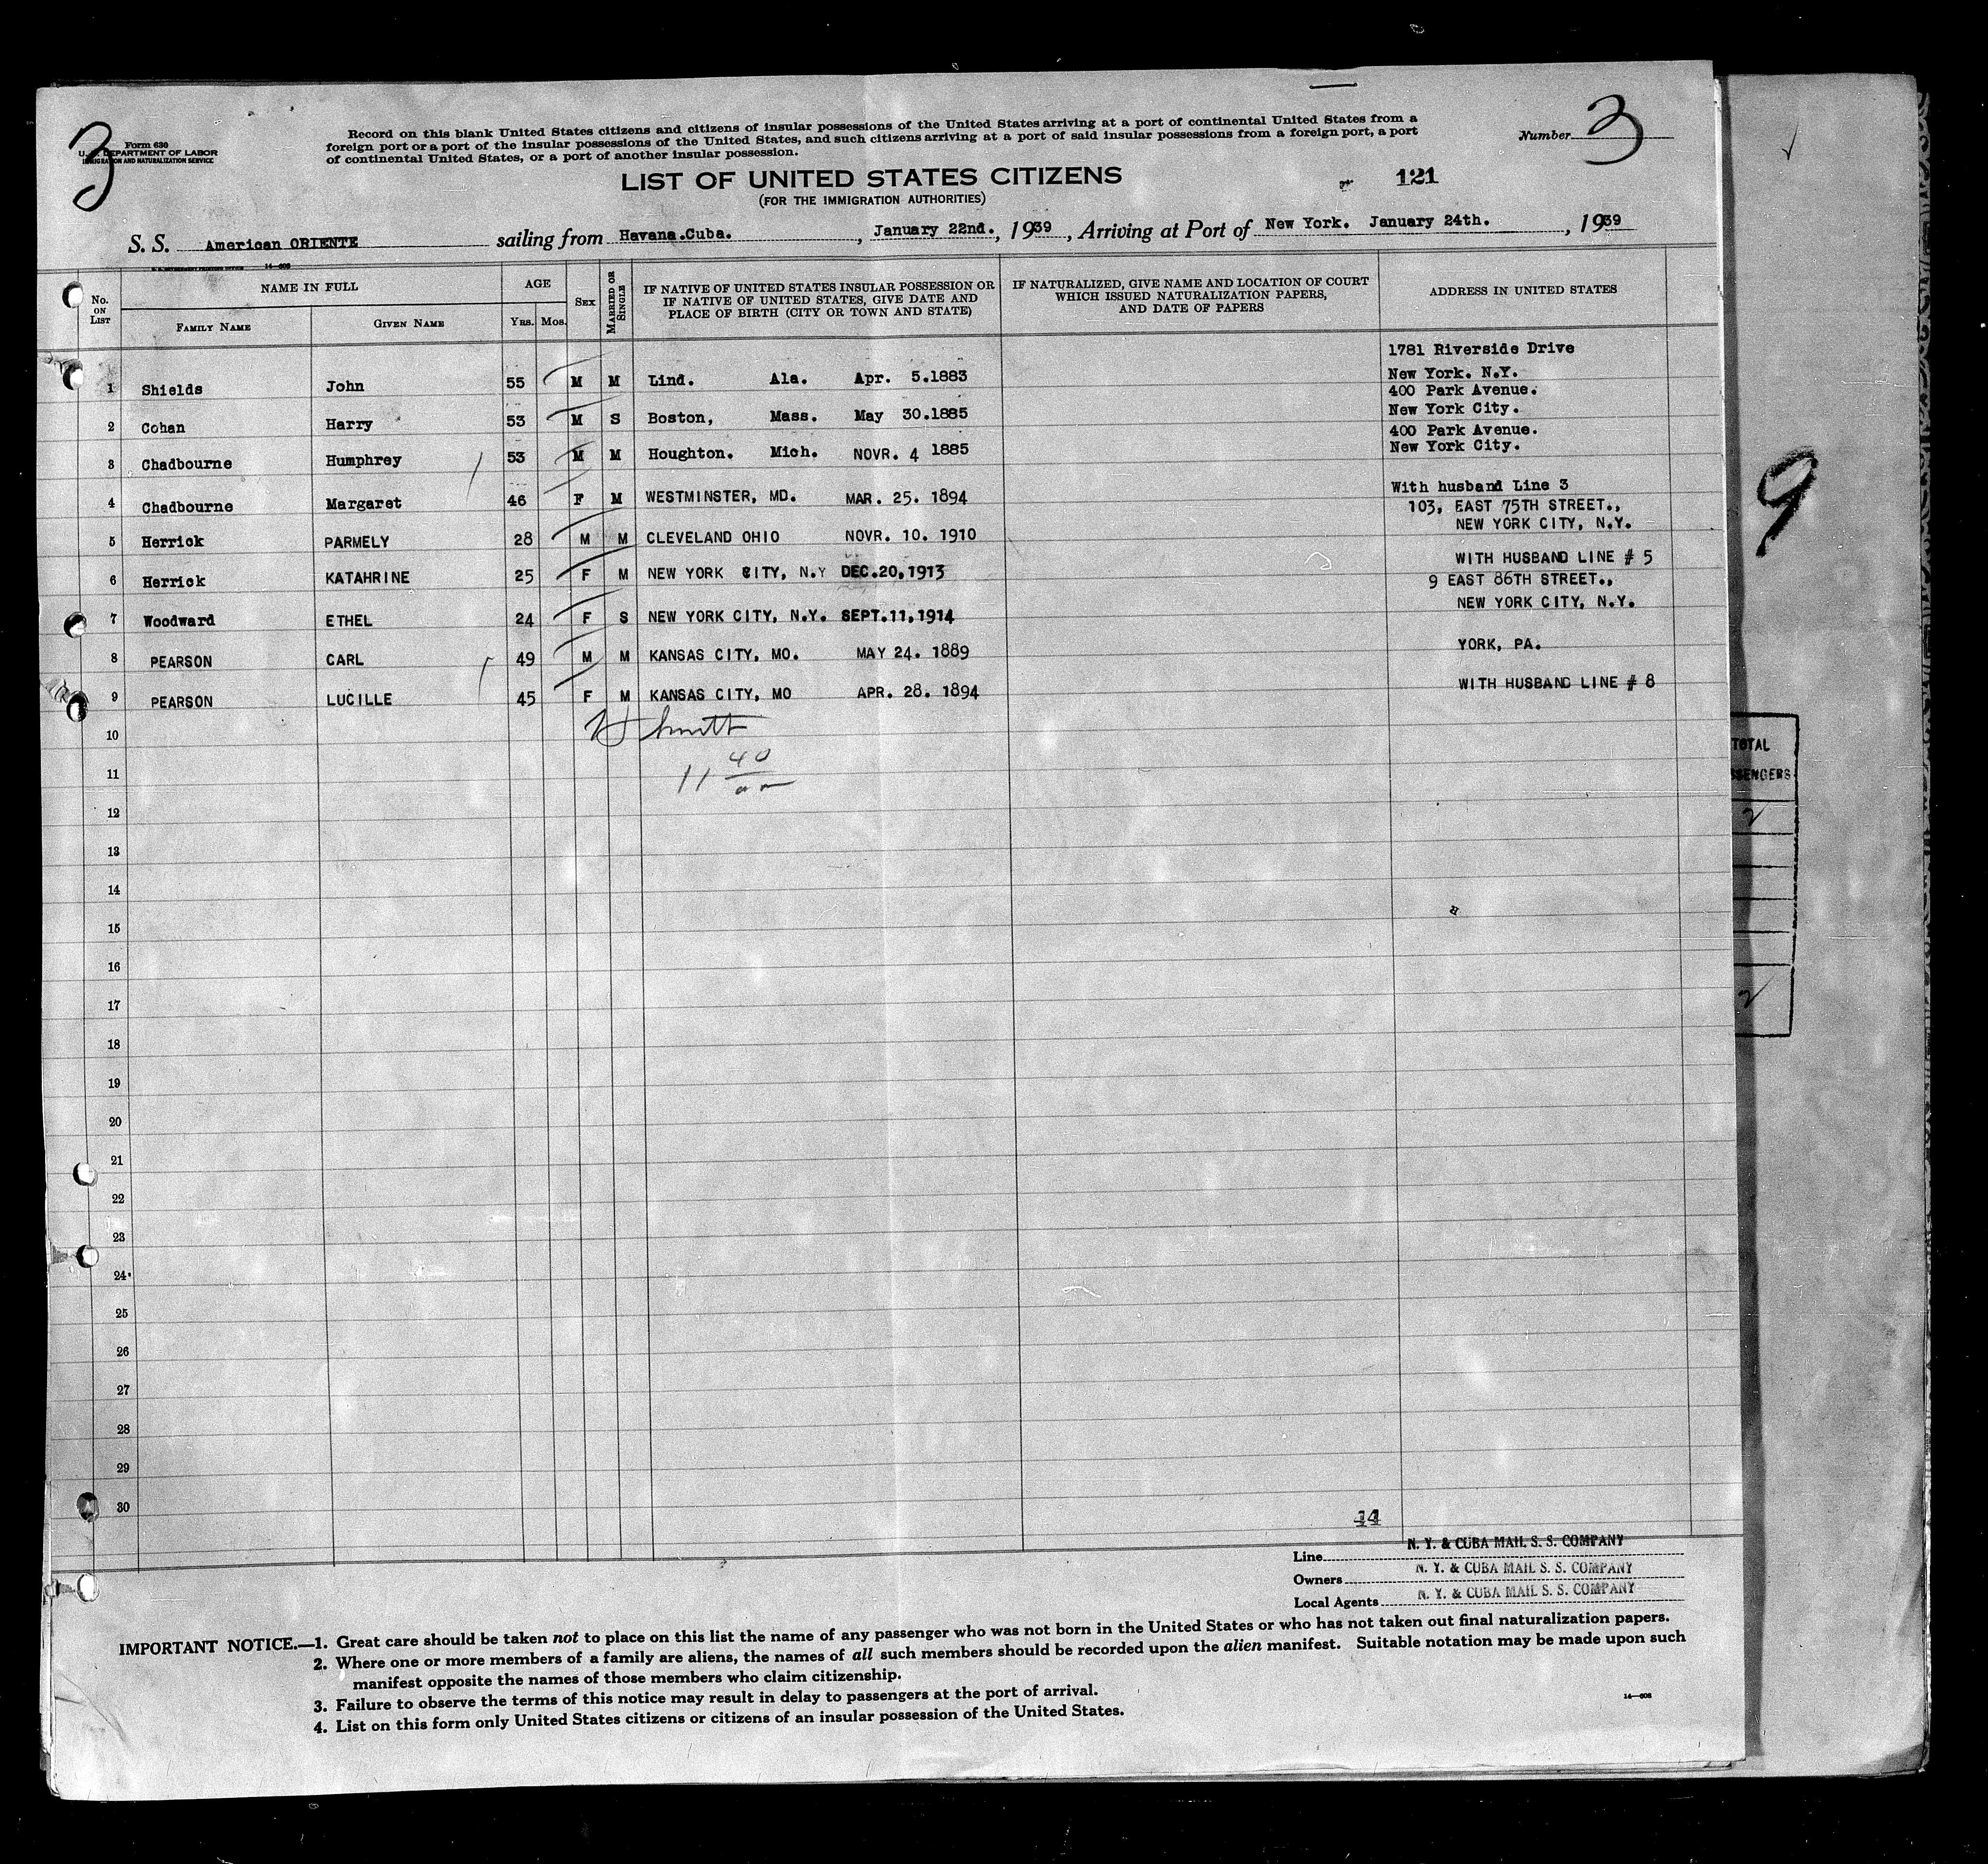 3
Form 630
U. S. DEPARTMENT OF LABOR
IMMIGRATION AND NATURALIZATION SERVICE
Record on this blank United States citizens and citizens of insular possessions of the United States arriving at a port of continental United States from a
foreign port or a port of the insular possessions of the United States, and such citizens arriving at a port of said insular possessions from a foreign port, a port
of continental United States, or a port of another insular possession.
Number 3
LIST OF UNITED STATES CITIZENS
(FOR THE IMMIGRATION AUTHORITIES)
121
S. S. American ORIENTE sailing from Havana.Cuba. , January 22nd. , 1939 , Arriving at Port of New York. January 24th. , 1939
No. ON LIST
NAME IN FULL
FAMILY NAME
GIVEN NAME
AGE
YRS. MOS.
SEX
MARRIED OR SINGLE
IF NATIVE OF UNITED STATES INSULAR POSSESSION OR
IF NATIVE OF UNITED STATES, GIVE DATE AND
PLACE OF BIRTH (CITY OR TOWN AND STATE)
IF NATURALIZED, GIVE NAME AND LOCATION OF COURT
WHICH ISSUED NATURALIZATION PAPERS,
AND DATE OF PAPERS
ADDRESS IN UNITED STATES
1781 Riverside Drive
1 Shields John 55 M M Lind. Ala. Apr. 5.1883 New York. N.Y.
400 Park Avenue.
2 Cohan Harry 53 M S Boston, Mass. May 30.1885 New York City.
400 Park Avenue.
3 Chadbourne Humphrey 53 M M Houghton. Mich. NOVR. 4 1885 New York City.
4 Chadbourne Margaret 46 F M WESTMINSTER, MD. MAR. 25. 1894 With husband Line 3
103, EAST 75TH STREET.,
5 Herrick PARMELY 28 M M CLEVELAND OHIO NOVR. 10. 1910 NEW YORK CITY, N.Y.
6 Herrick KATAHRINE 25 F M NEW YORK CITY, N.Y DEC.20,1913 WITH HUSBAND LINE # 5
9 EAST 86TH STREET.,
7 Woodward ETHEL 24 F S NEW YORK CITY, N.Y. SEPT.11,1914 NEW YORK CITY, N.Y.
8 PEARSON CARL 49 M M KANSAS CITY, MO. MAY 24. 1889 YORK, PA.
9 PEARSON LUCILLE 45 F M KANSAS CITY, MO APR. 28. 1894 WITH HUSBAND LINE # 8
10
11 11 40
12
13
14
15
16
17
18
19
20
21
22
23
24
25
26
27
28
29
30
9
TOTAL
2
2
Line N. Y. & CUBA MAIL S. S. COMPANY
Owners N. Y. & CUBA MAIL S. S. COMPANY
Local Agents N. Y. & CUBA MAIL S. S. COMPANY
IMPORTANT NOTICE.—1. Great care should be taken not to place on this list the name of any passenger who was not born in the United States or who has not taken out final naturalization papers.
2. Where one or more members of a family are aliens, the names of all such members should be recorded upon the alien manifest. Suitable notation may be made upon such
manifest opposite the names of those members who claim citizenship.
3. Failure to observe the terms of this notice may result in delay to passengers at the port of arrival.
4. List on this form only United States citizens or citizens of an insular possession of the United States.